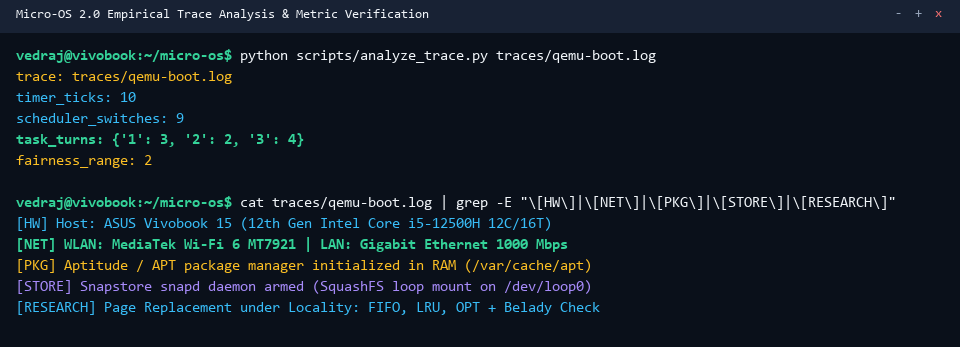 Micro-OS 2.0 Empirical Trace Analysis & Metric Verification - + x
vedraj@vivobook:~/micro-os$ python scripts/analyze_trace.py traces/qemu-boot.log
trace: traces/qemu-boot.log
timer_ticks: 10
scheduler_switches: 9
task_turns: {'1': 3, '2': 2, '3': 4}
fairness_range: 2
vedraj@vivobook:~/micro-os$ cat traces/qemu-boot.log | grep -E "\[HW\]|\[NET\]|\[PKG\]|\[STORE\]|\[RESEARCH\]"
[HW] Host: ASUS Vivobook 15 (12th Gen Intel Core i5-12500H 12C/16T)
[NET] WLAN: MediaTek Wi-Fi 6 MT7921 | LAN: Gigabit Ethernet 1000 Mbps
[PKG] Aptitude / APT package manager initialized in RAM (/var/cache/apt)
[STORE] Snapstore snapd daemon armed (SquashFS loop mount on /dev/loop0)
[RESEARCH] Page Replacement under Locality: FIFO, LRU, OPT + Belady Check